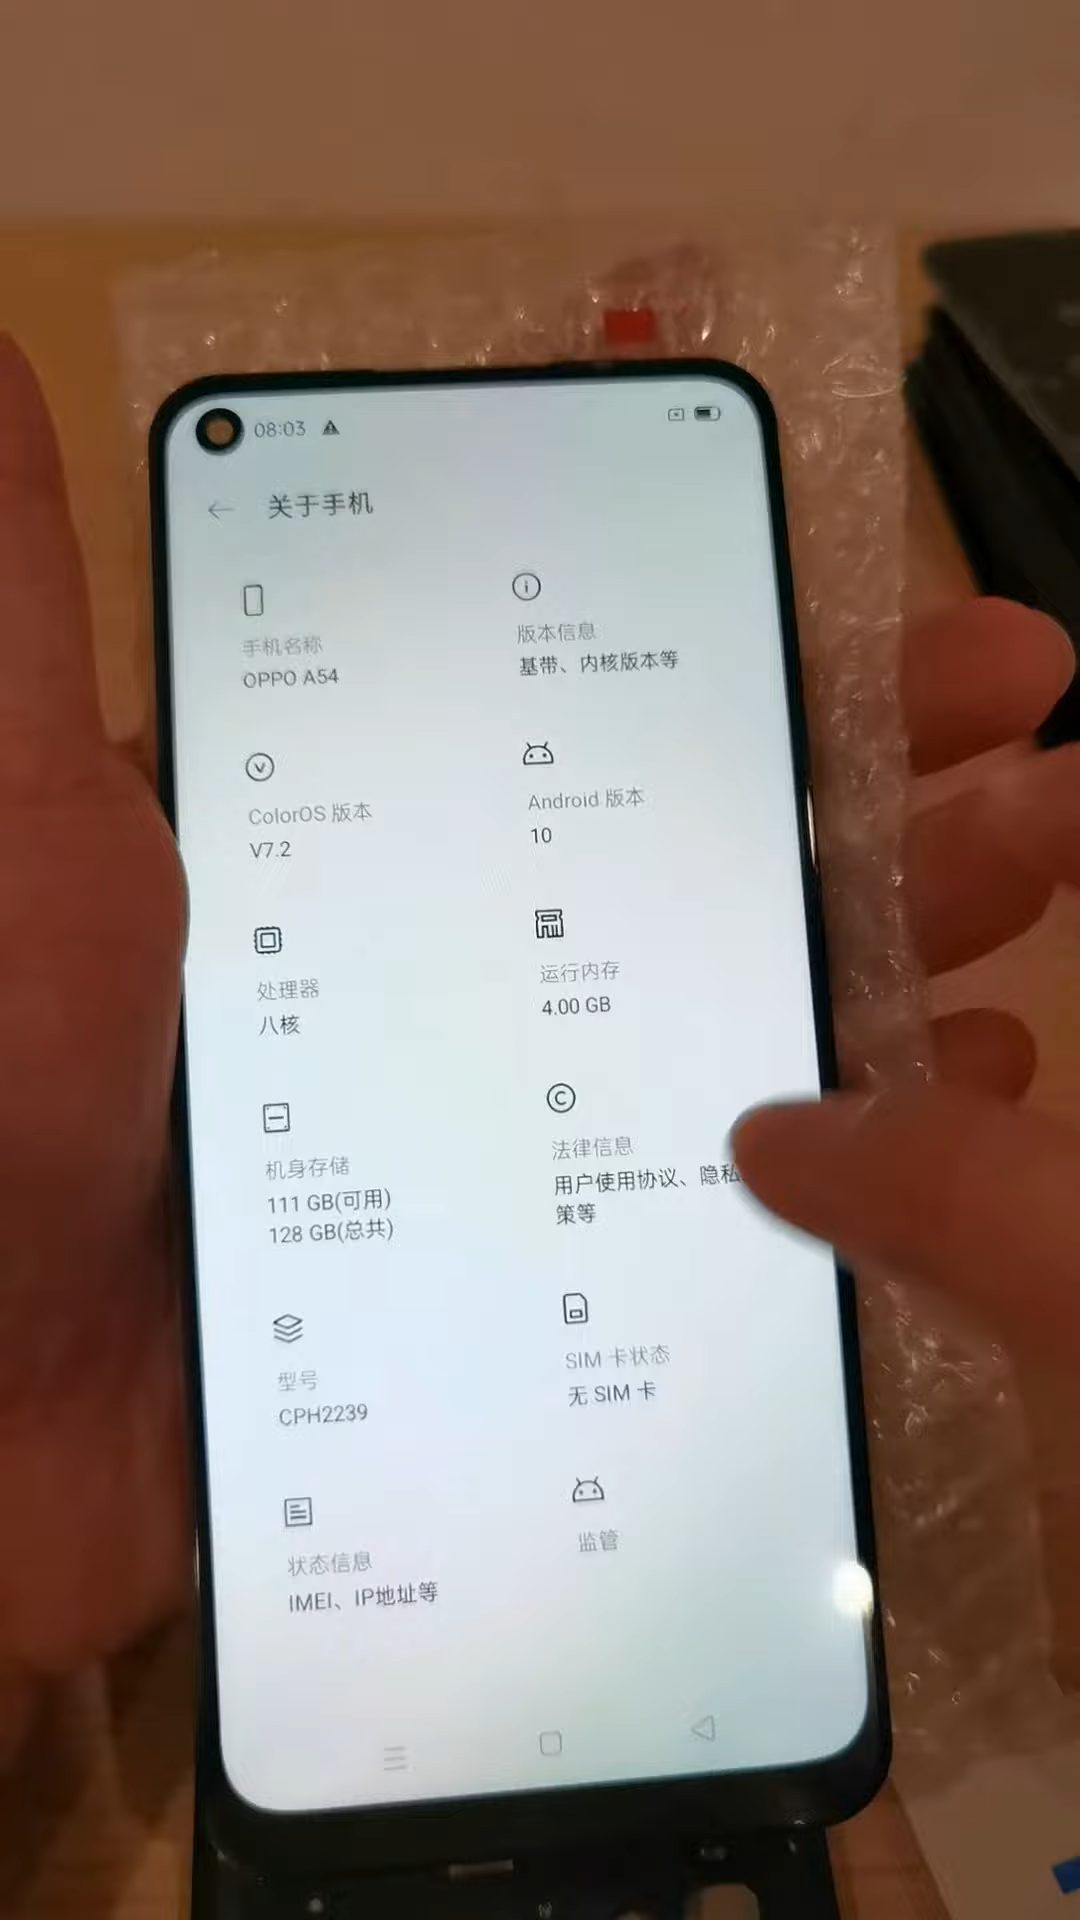 08:03
关于手机
手机名称
OPPO A54
版本信息
基带、内核版本等
ColorOS 版本
V7.2
Android 版本
10
处理器
八核
运行内存
4.00 GB
机身存储
111 GB(可用)
128 GB(总共)
法律信息
用户使用协议、隐私
策等
型号
CPH2239
SIM 卡状态
无 SIM 卡
状态信息
IMEI、IP地址等
监管